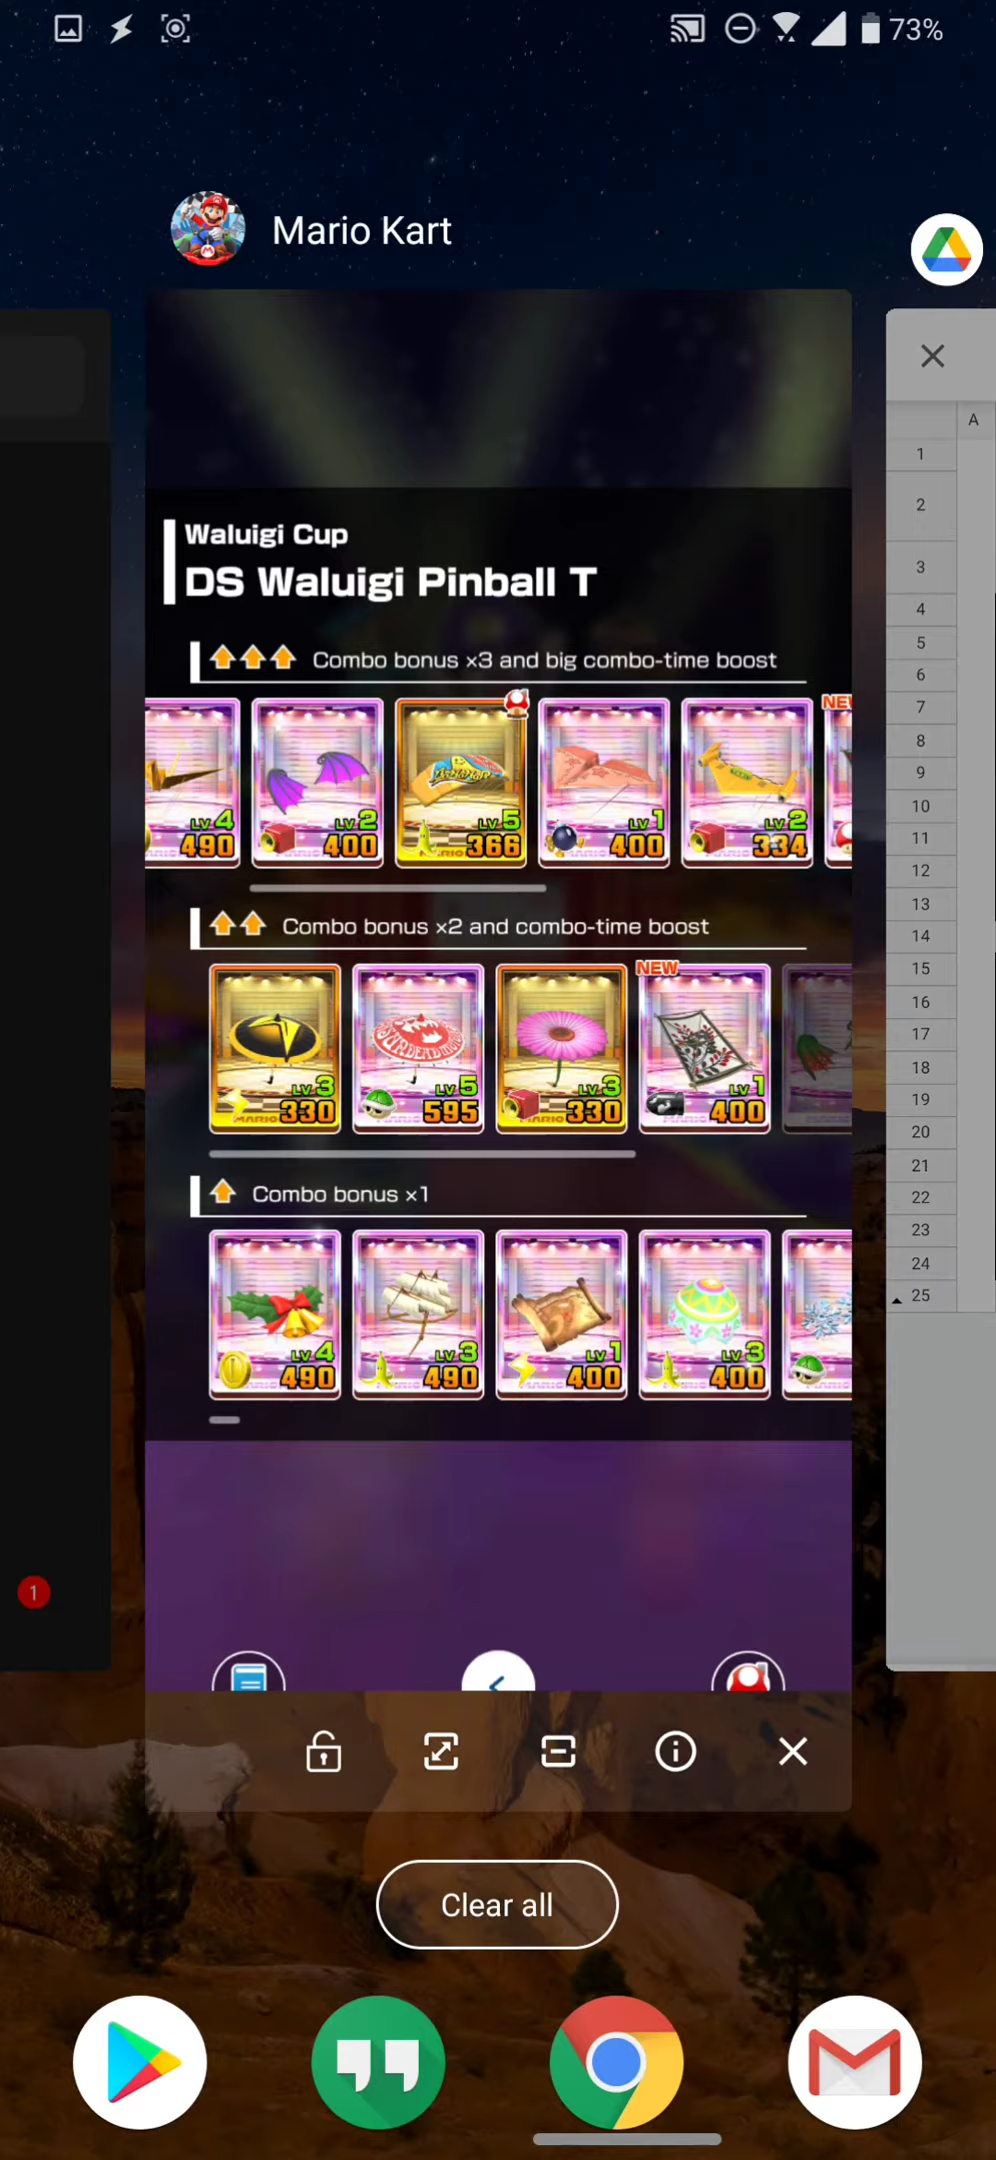 73%
Mario Kart
Waluigi Cup
DS Waluigi Pinball T
Combo bonus ×3 and big combo-time boost
NEW
LV4 LV2 LV5 LV1 LV2
490 400 366 400 334
Combo bonus ×2 and combo-time boost
NEW
LV3 LV5 LV3 LV1
330 595 330 400
Combo bonus ×1
LV4 LV3 LV1 LV3
490 490 400 400
A
1
2
3
4
5
6
7
8
9
10
11
12
13
14
15
16
17
18
19
20
21
22
23
24
25
1
Clear all